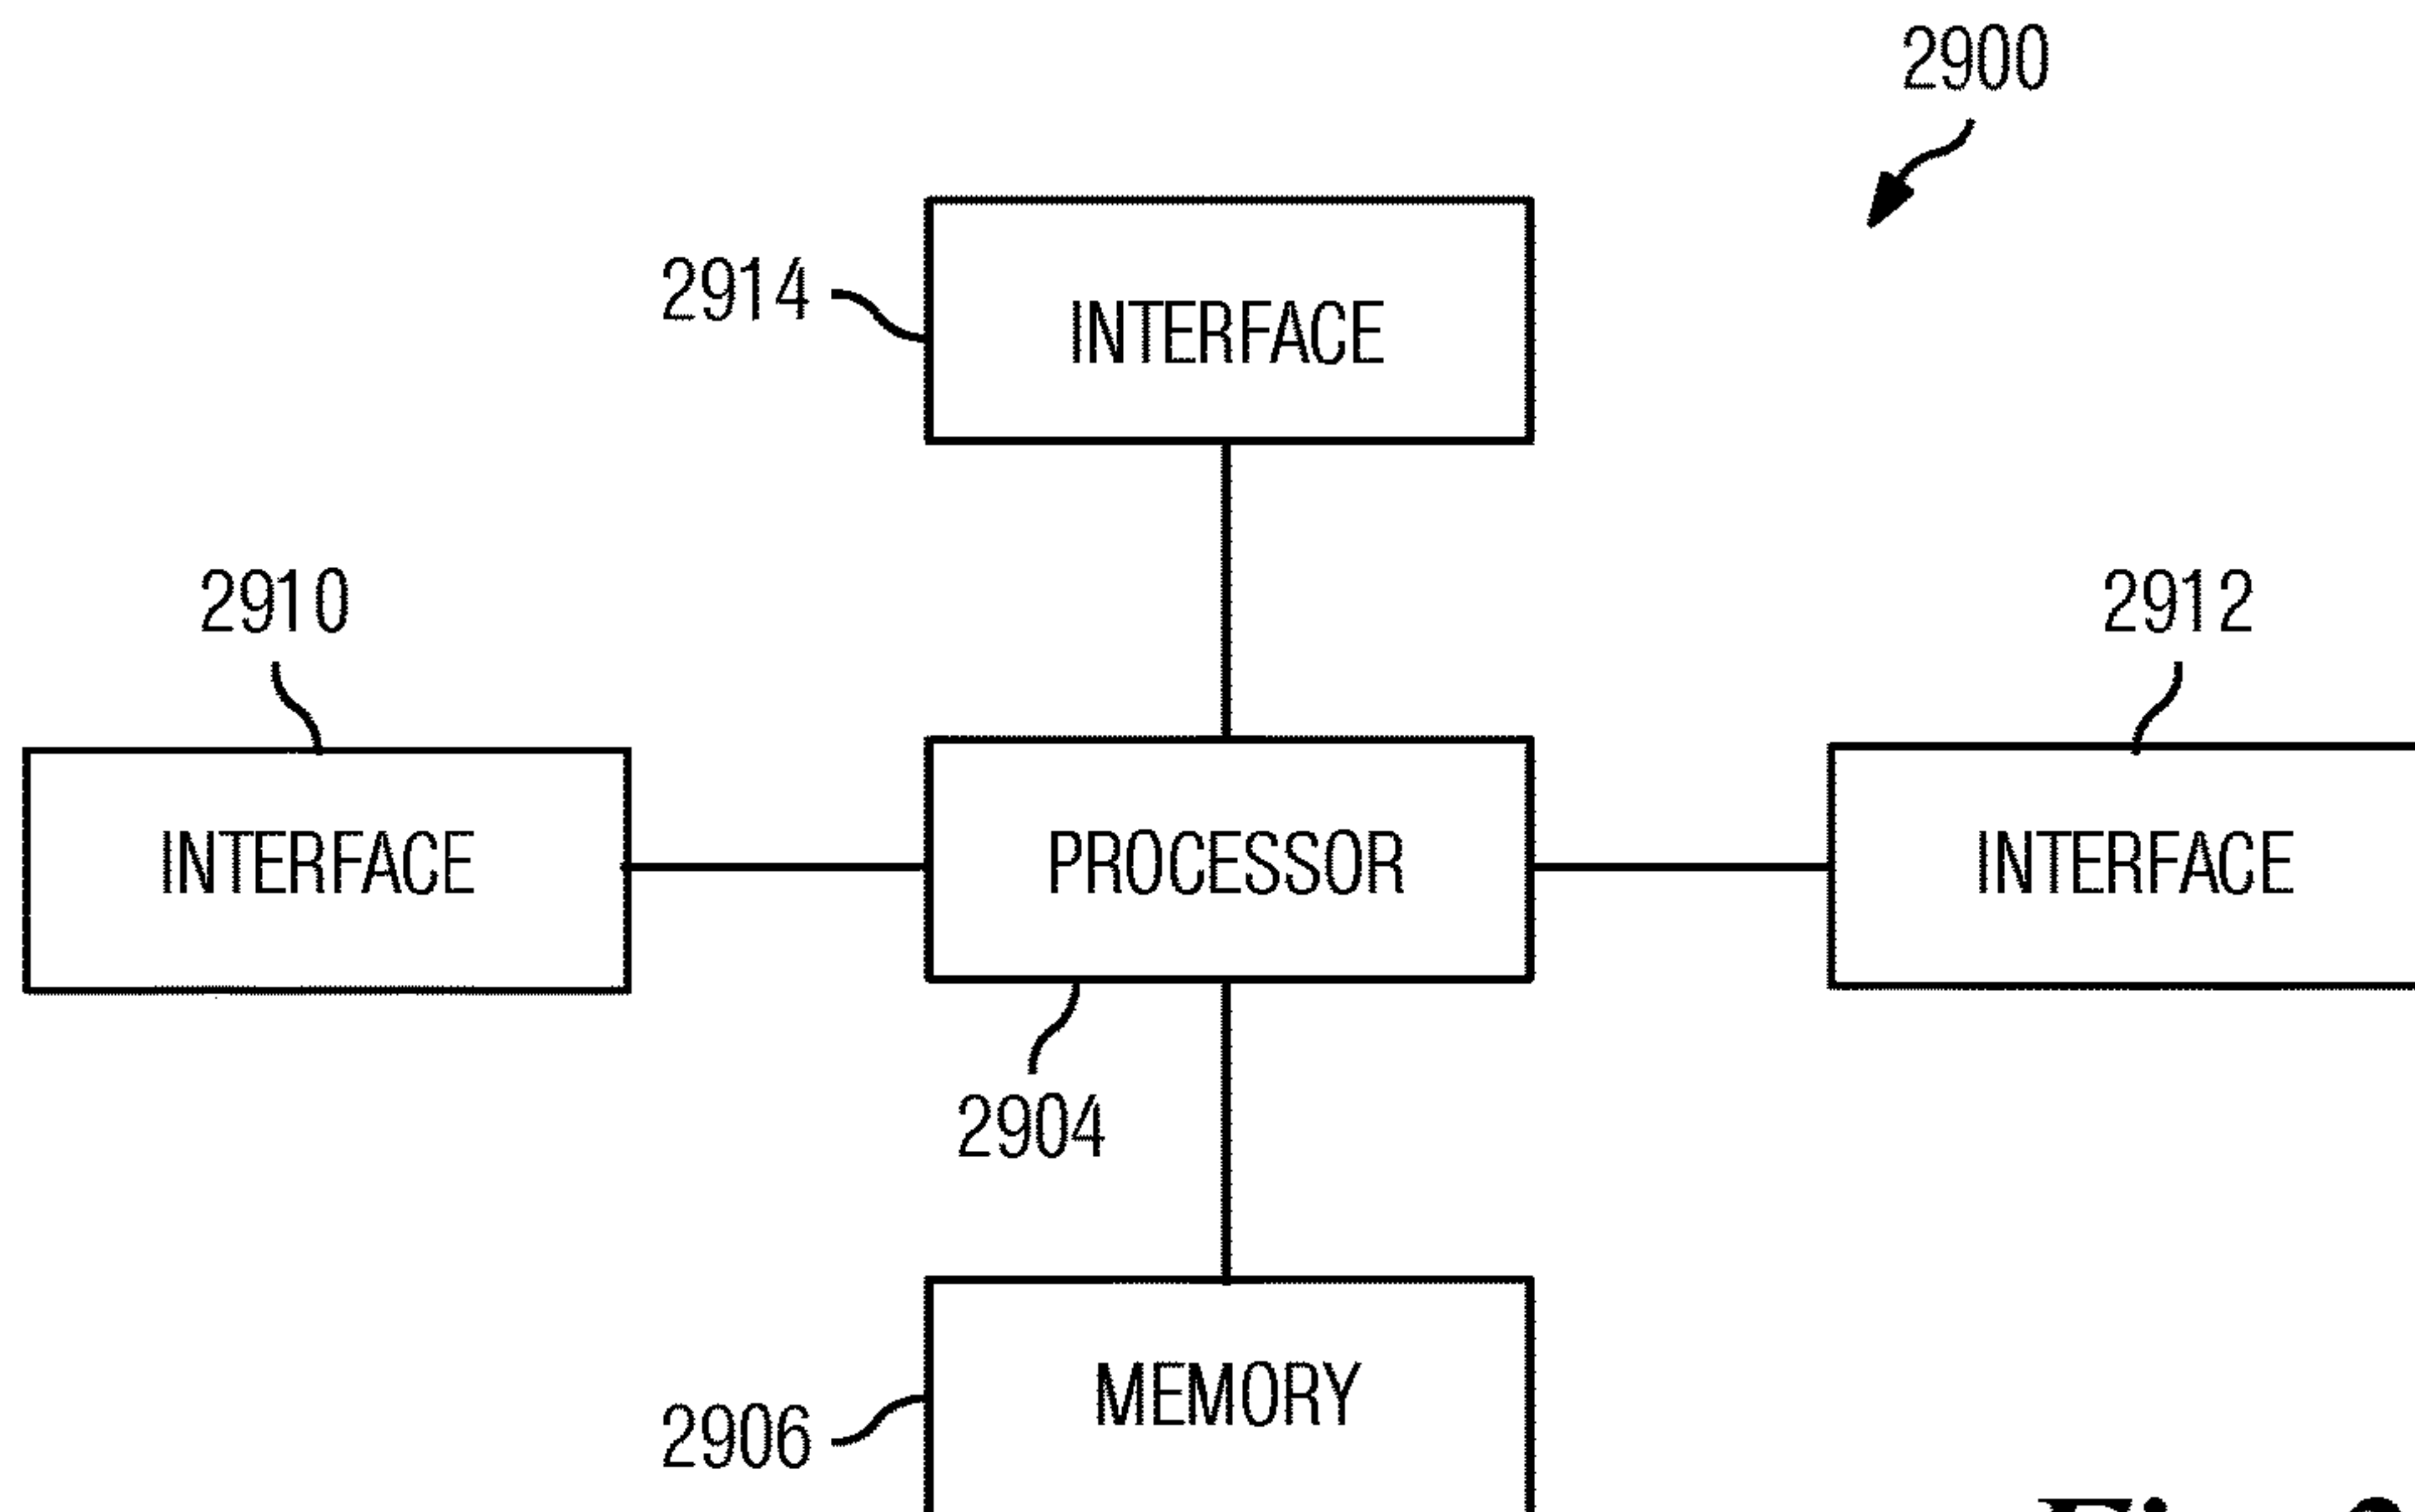 2900
2914
INTERFACE
2910
2912
INTERFACE
PROCESSOR
INTERFACE
2904
MEMORY
2906